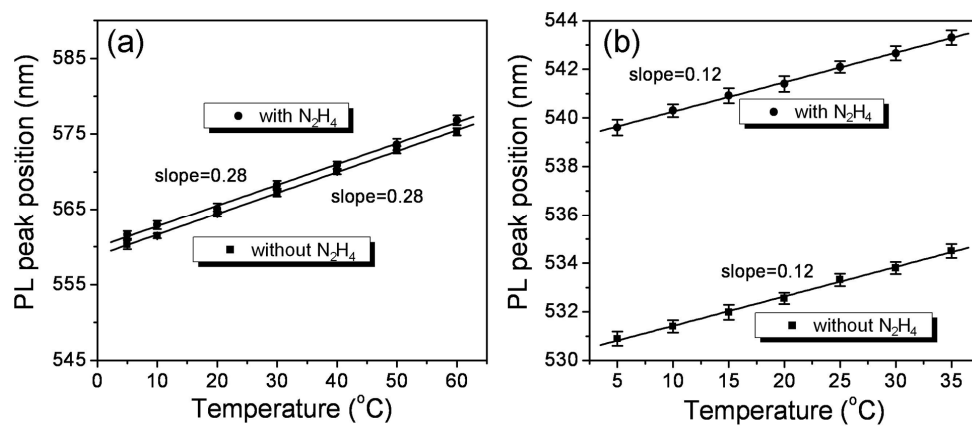 (a)
PL peak position (nm)
585
575
565
555
545
with N₂H₄
slope=0.28
slope=0.28
without N₂H₄
0 10 20 30 40 50 60
Temperature (°C)
(b)
PL peak position (nm)
544
542
540
538
536
534
532
530
slope=0.12
with N₂H₄
slope=0.12
without N₂H₄
5 10 15 20 25 30 35
Temperature (°C)